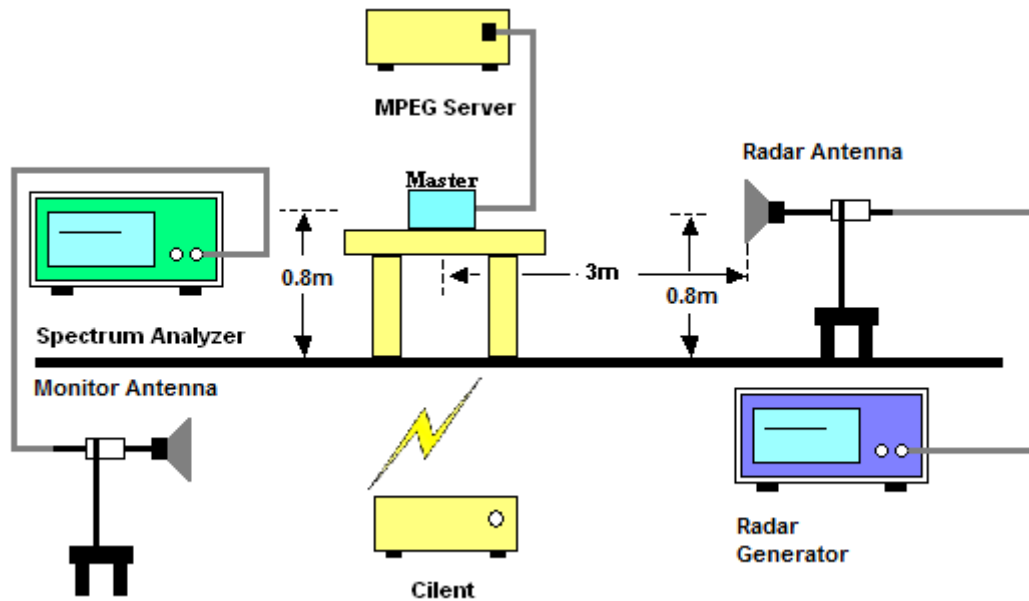 MPEG Server
Radar Antenna
Master
0.8m
3m
0.8m
Spectrum Analyzer
Monitor Antenna
Radar
Generator
Cilent